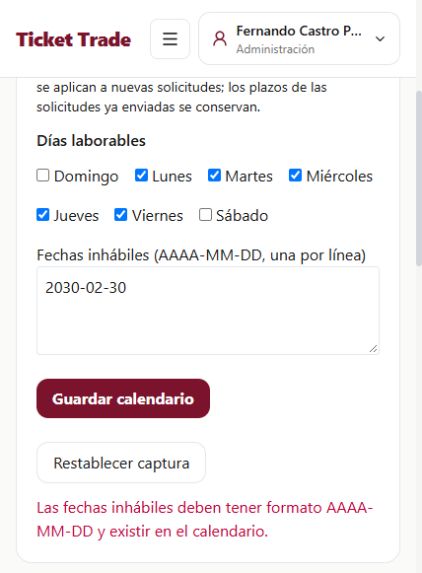 Ticket Trade
Fernando Castro P...
Administración
se aplican a nuevas solicitudes; los plazos de las
solicitudes ya enviadas se conservan.
Días laborables
Domingo Lunes Martes Miércoles
Jueves Viernes Sábado
Fechas inhábiles (AAAA-MM-DD, una por línea)
2030-02-30
Guardar calendario
Restablecer captura
Las fechas inhábiles deben tener formato AAAA-
MM-DD y existir en el calendario.